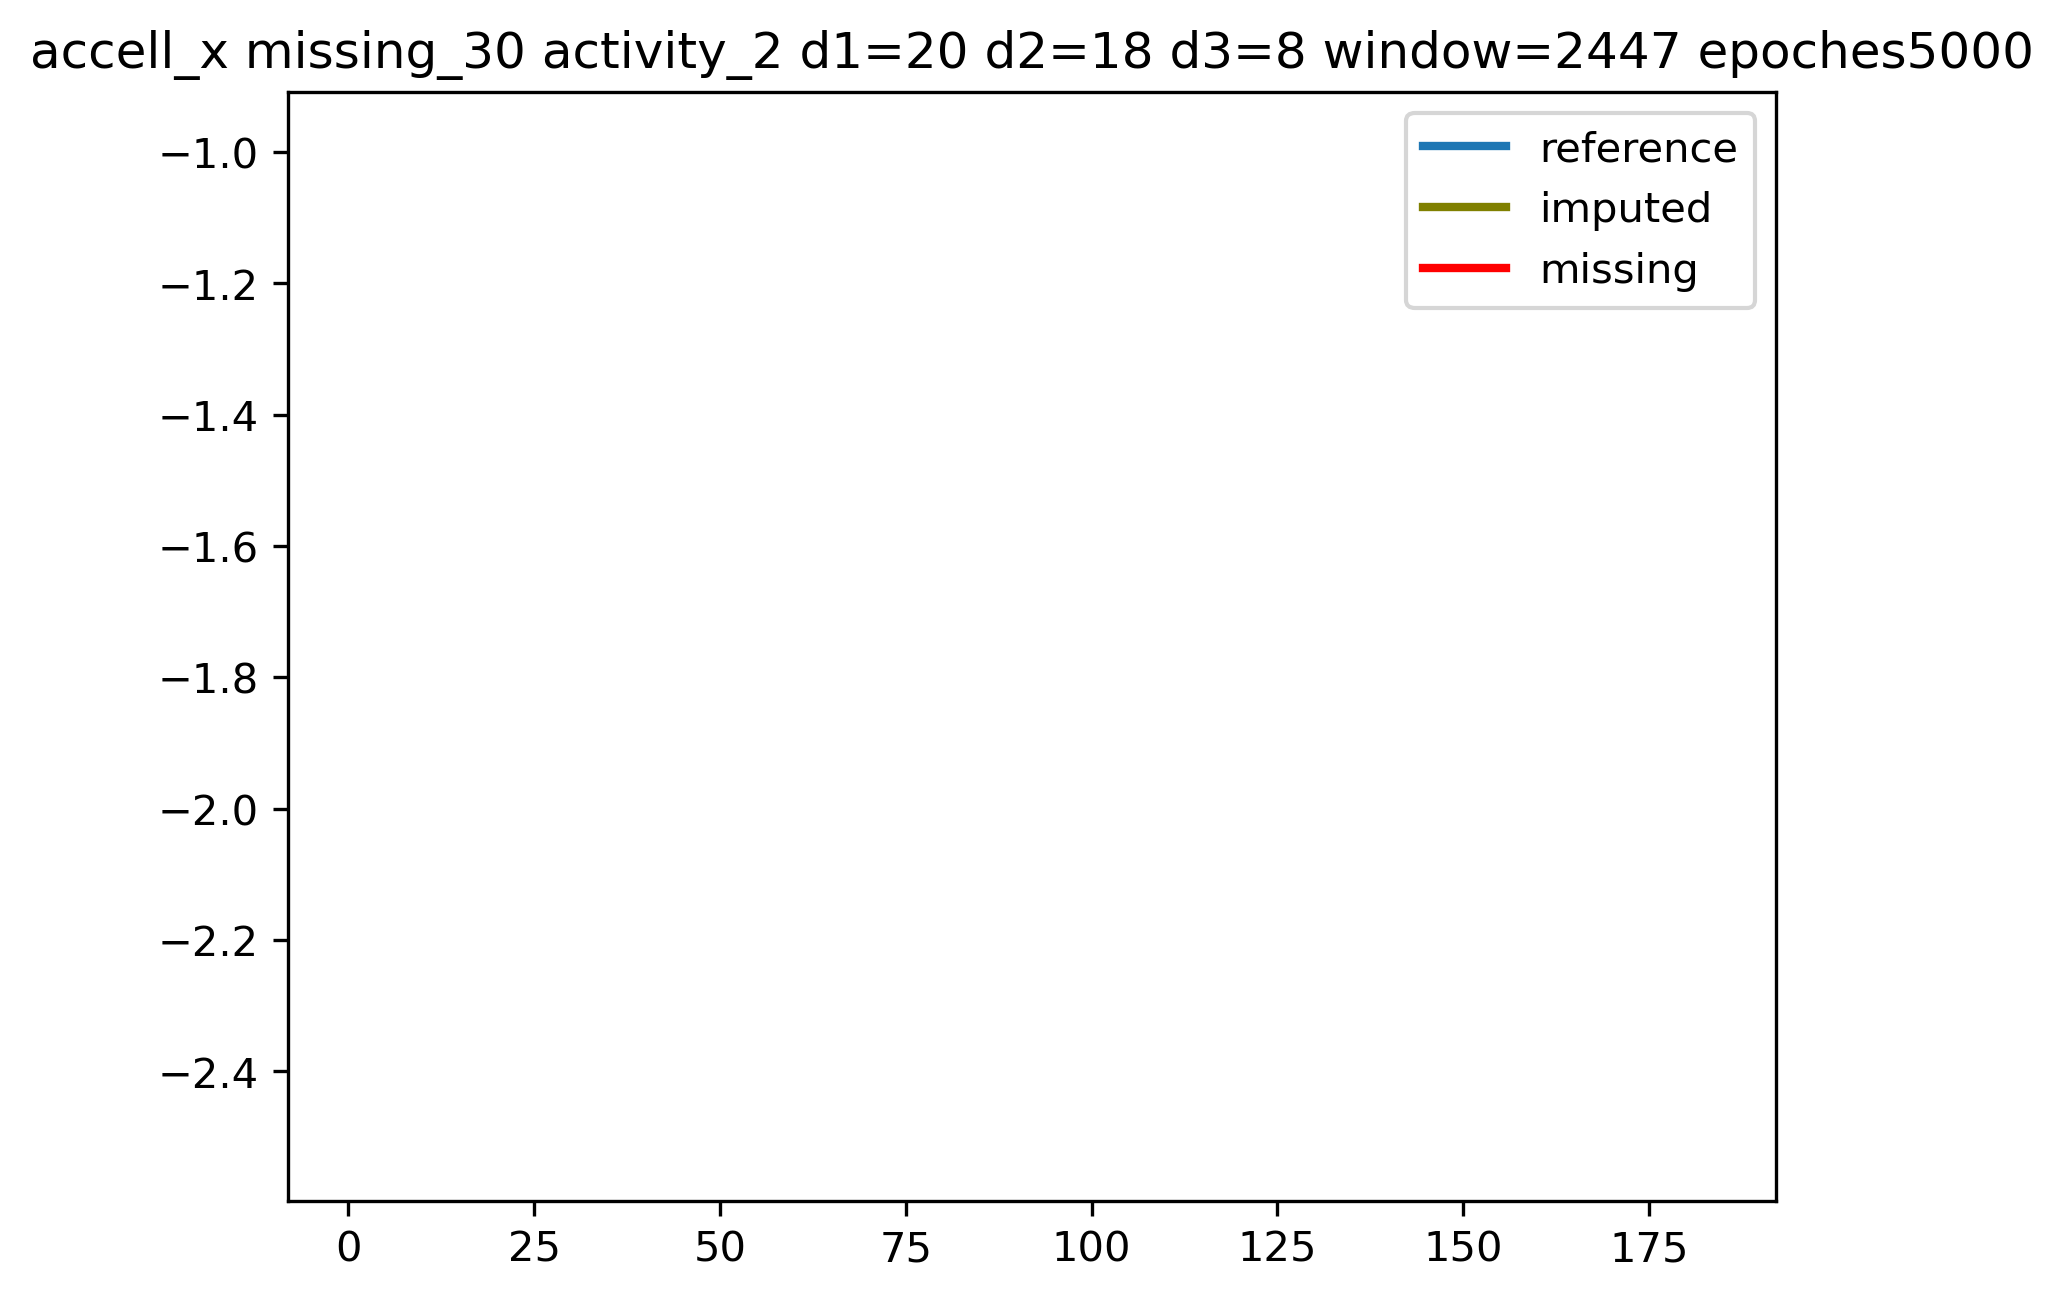 accell_x missing_30 activity_2 d1=20 d2=18 d3=8 window=2447 epoches5000
reference
imputed
missing
−1.0
−1.2
−1.4
−1.6
−1.8
−2.0
−2.2
−2.4
0 25 50 75 100 125 150 175